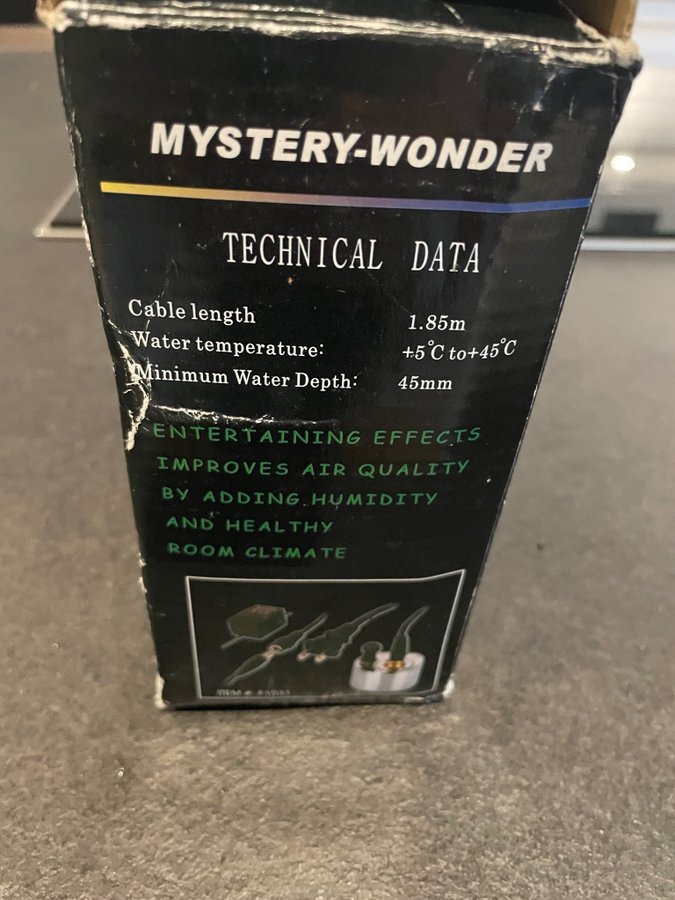 MYSTERY-WONDER
TECHNICAL DATA
Cable length 1.85m
Water temperature: +5°C to+45°C
Minimum Water Depth: 45mm
ENTERTAINING EFFECTS
IMPROVES AIR QUALITY
BY ADDING HUMIDITY
AND HEALTHY
ROOM CLIMATE